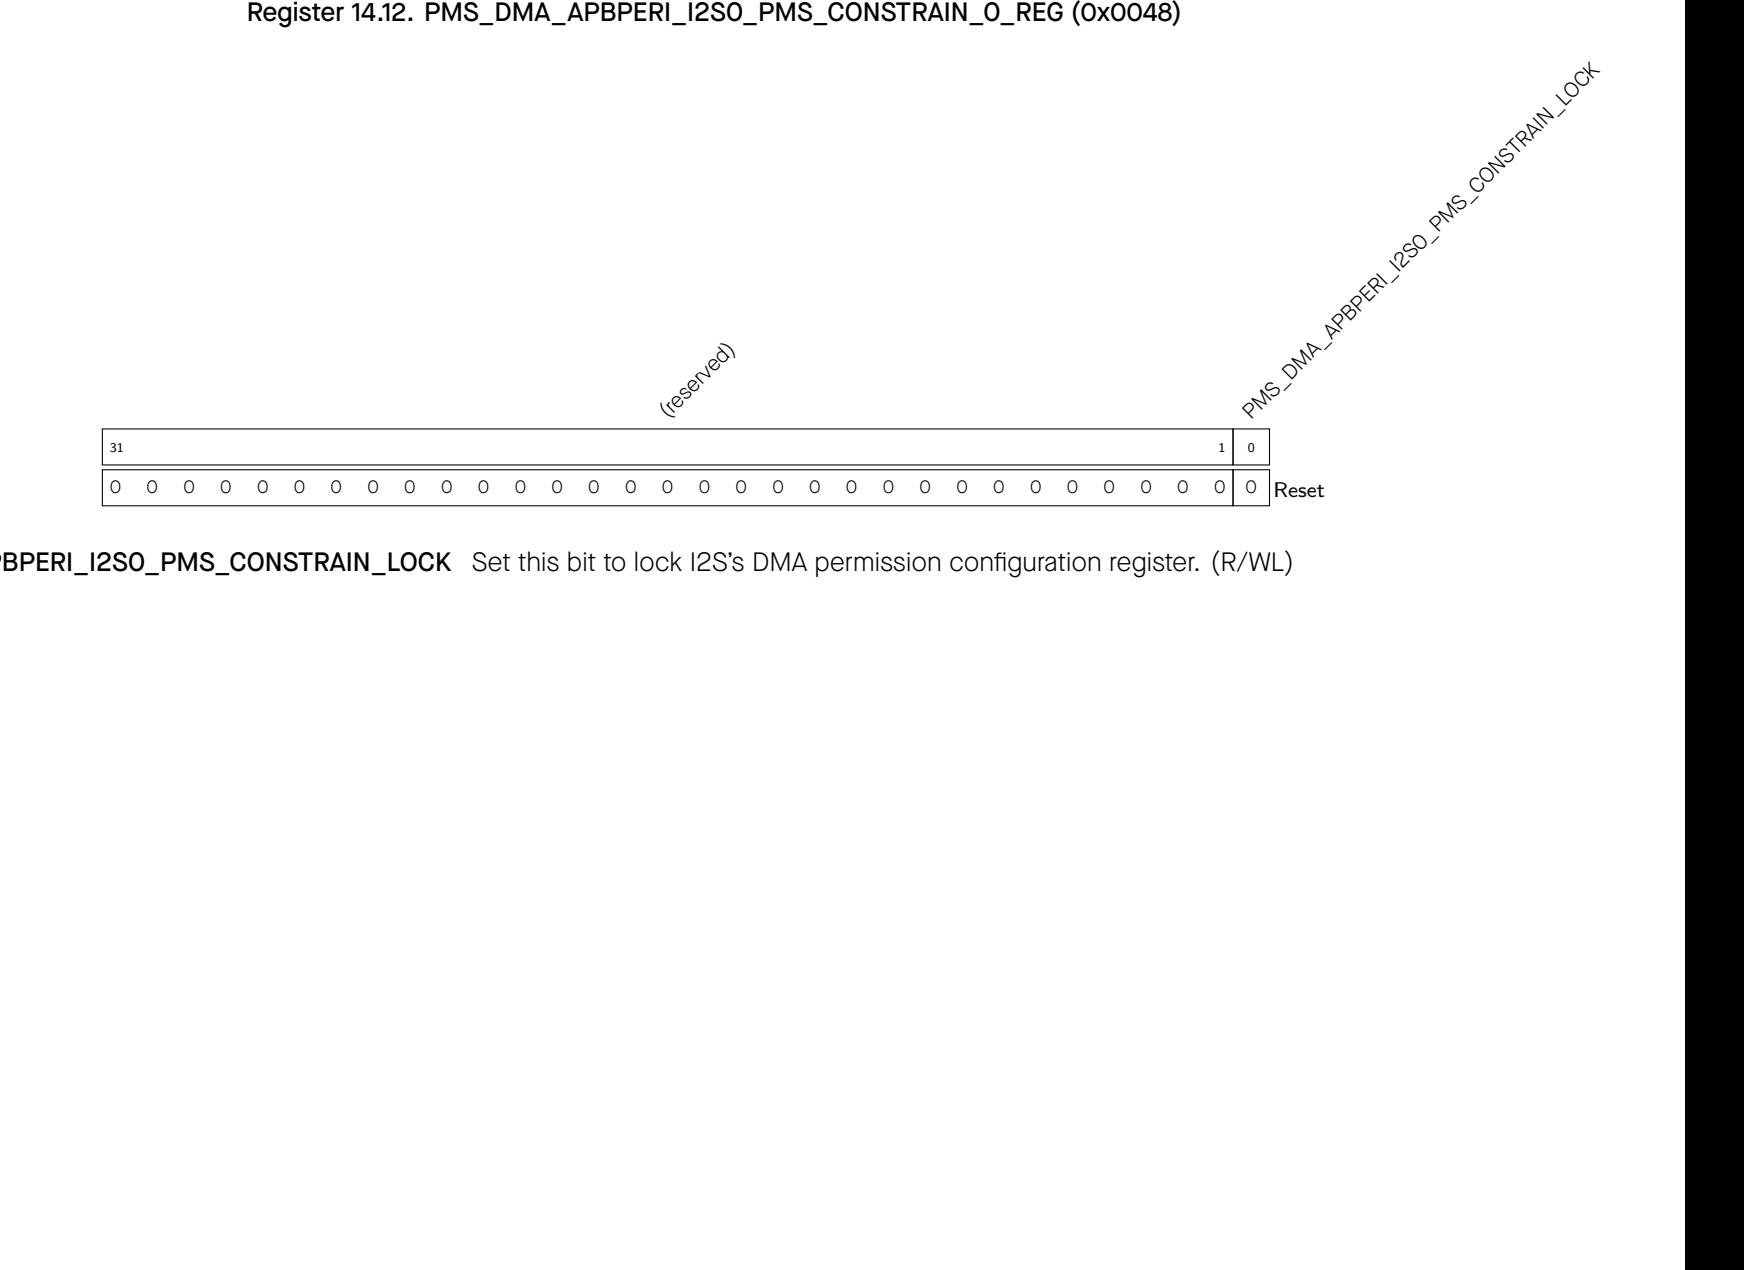 Register 14.12. PMS_DMA_APBPERI_I2S0_PMS_CONSTRAIN_0_REG (0x0048)
PMS_DMA_APBPERI_I2S0_PMS_CONSTRAIN_LOCK
(reserved)
31 1 0
0 0 0 0 0 0 0 0 0 0 0 0 0 0 0 0 0 0 0 0 0 0 0 0 0 0 0 0 0 0 0 0 Reset
BPERI_I2S0_PMS_CONSTRAIN_LOCK Set this bit to lock I2S’s DMA permission configuration register. (R/WL)